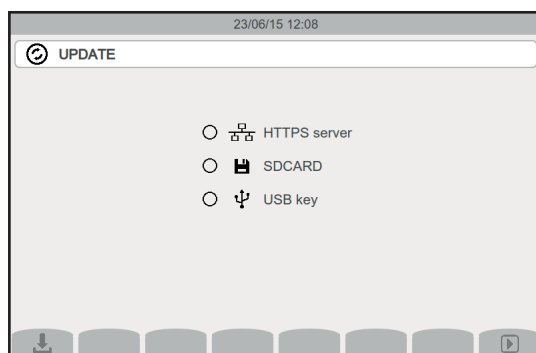 23/06/15 12:08
UPDATE
HTTPS server
SDCARD
USB key